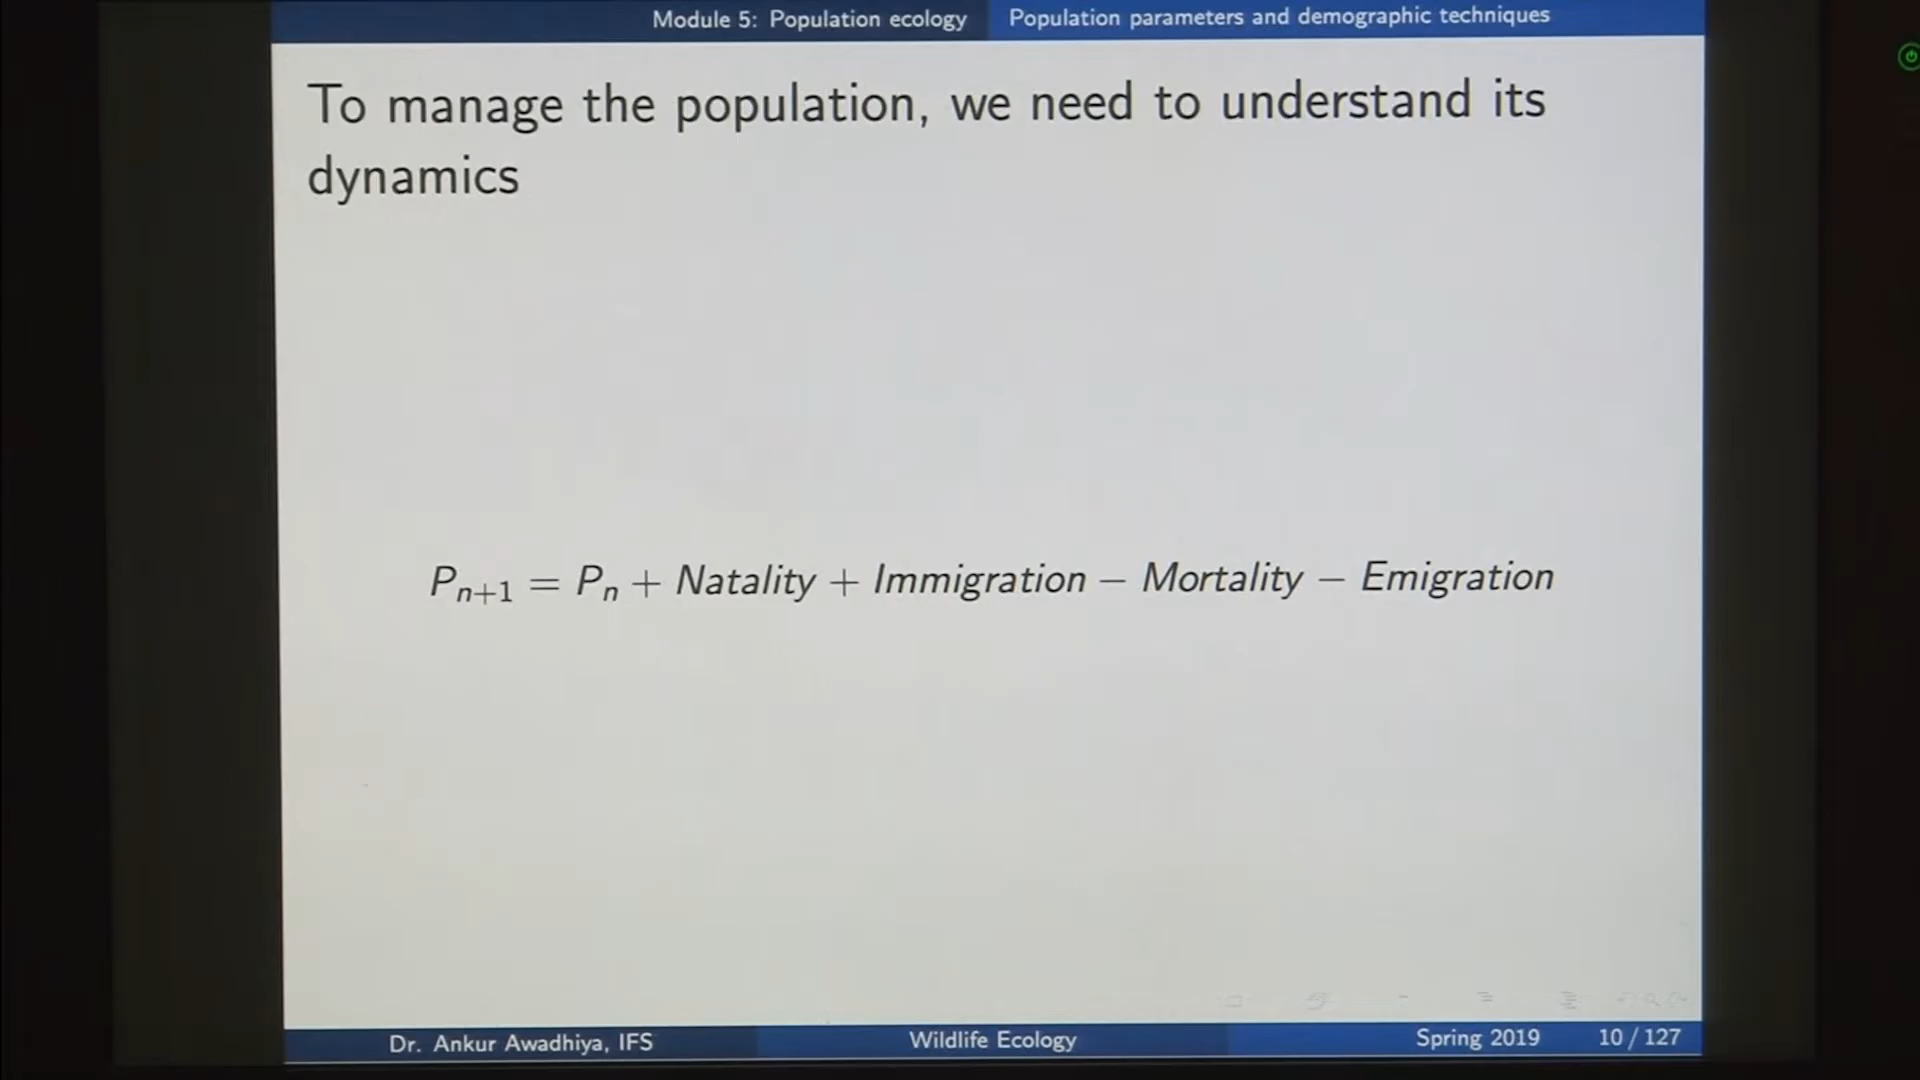 Module 5: Population ecology
Population parameters and demographic techniques
To manage the population, we need to understand its
dynamics
Pₙ₊₁ = Pₙ + Natality + Immigration − Mortality − Emigration
Dr. Ankur Awadhiya, IFS
Wildlife Ecology
Spring 2019
10 / 127